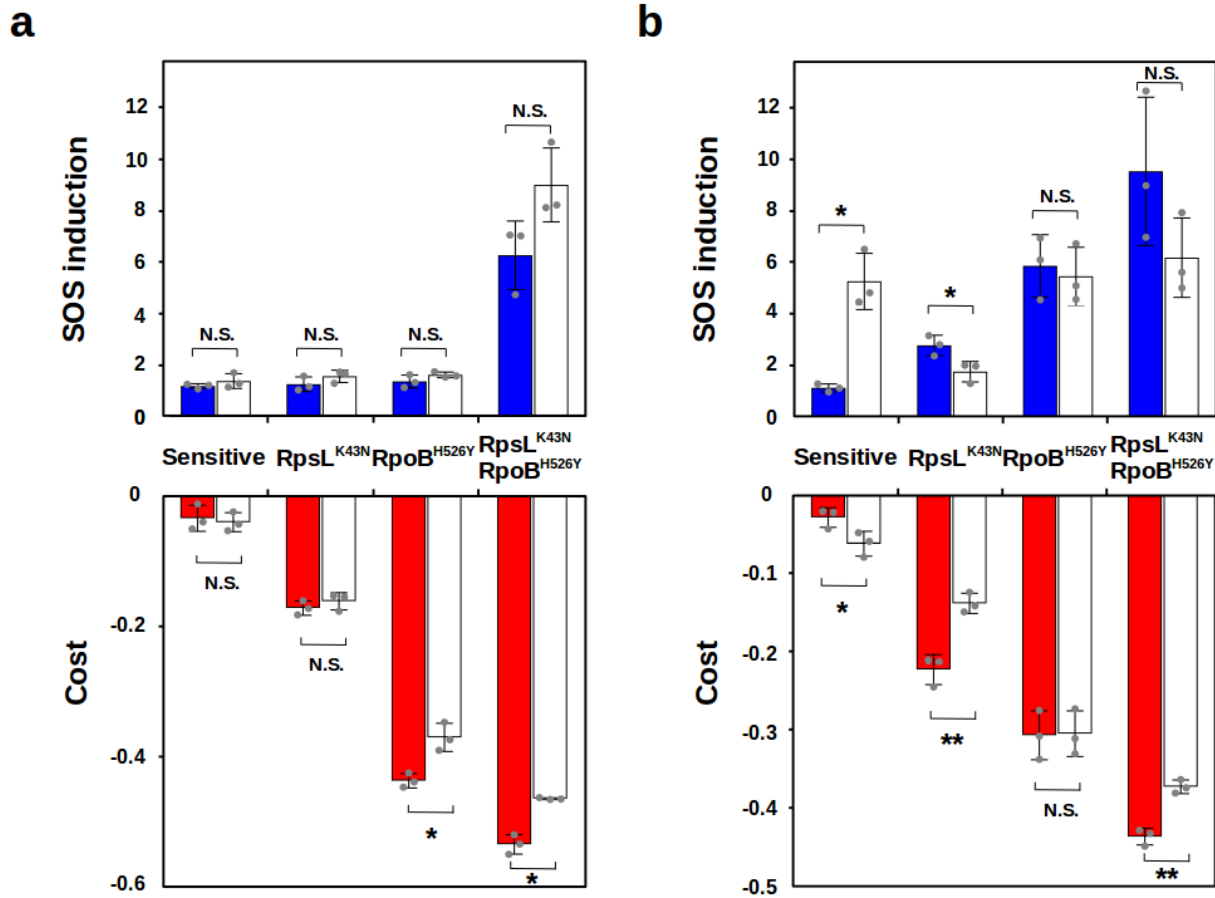 a
SOS induction
12
10
8
6
4
2
0
N.S.
N.S.
N.S.
N.S.
Sensitive
RpsL^K43N
RpoB^H526Y
RpsL^K43N
RpoB^H526Y
Cost
0
-0.2
-0.4
-0.6
N.S.
N.S.
*
*
b
SOS induction
12
10
8
6
4
2
0
*
*
N.S.
N.S.
Sensitive
RpsL^K43N
RpoB^H526Y
RpsL^K43N
RpoB^H526Y
Cost
0
-0.1
-0.2
-0.3
-0.4
-0.5
*
**
N.S.
**